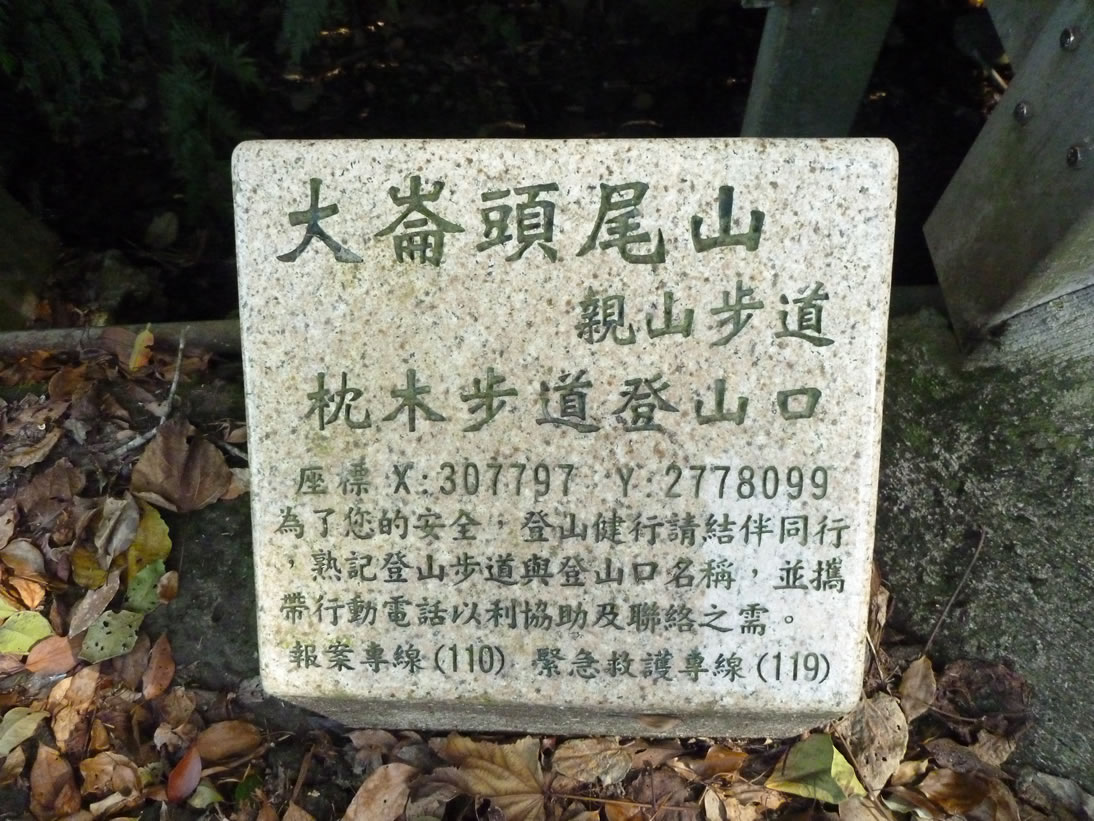 大崙頭尾山
親山步道
枕木步道登山口
座標 X:307797 Y:2778099
為了您的安全，登山健行請結伴同行
，熟記登山步道與登山口名稱，並攜
帶行動電話以利協助及聯絡之需。
報案專線(110) 緊急救護專線(119)